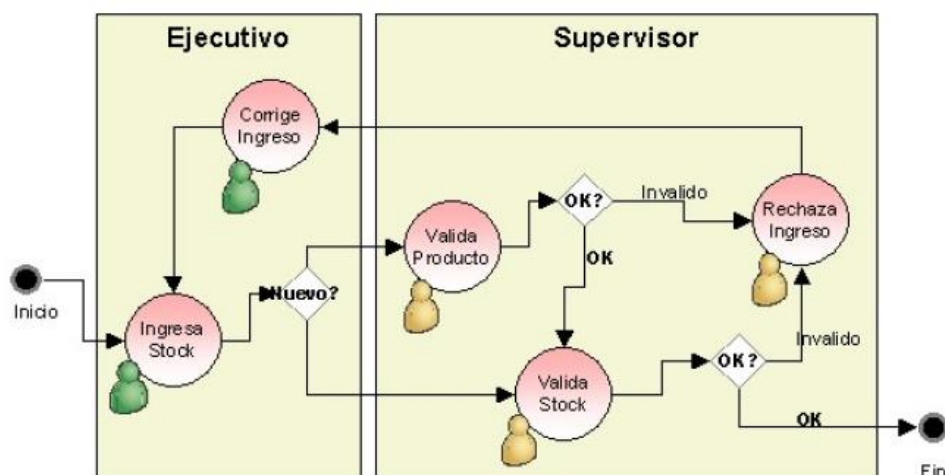 Ejecutivo
Supervisor
Corrige
Ingreso
Valida
Producto
OK?
Invalido
Rechaza
Ingreso
OK
Inicio
Nuevo?
Ingresa
Stock
Valida
Stock
OK?
Invalido
OK
Fin